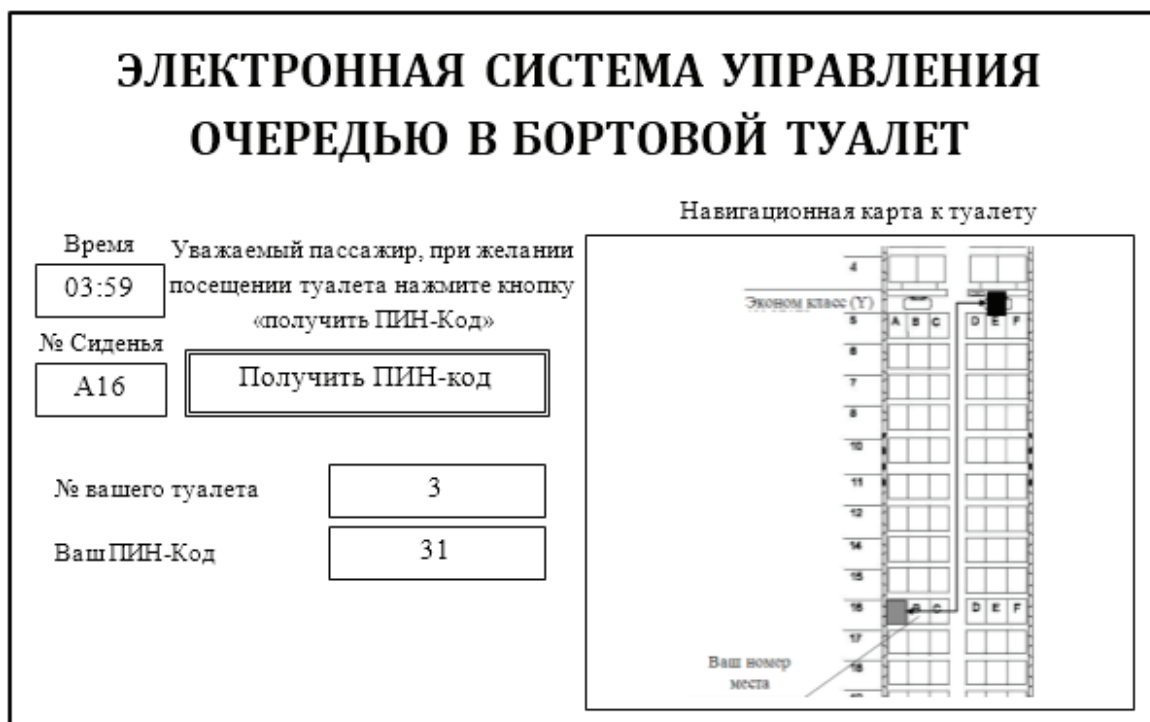 ЭЛЕКТРОННАЯ СИСТЕМА УПРАВЛЕНИЯ
ОЧЕРЕДЬЮ В БОРТОВОЙ ТУАЛЕТ
Время
03:59
№ Сиденья
А16
Уважаемый пассажир, при желании
посещении туалета нажмите кнопку
«получить ПИН-Код»
Получить ПИН-код
№ вашего туалета
3
Ваш ПИН-Код
31
Навигационная карта к туалету
4
Эконом класс (Y)
5 A B C D E F
6
7
8
10
11
12
14
15
16 B C D E F
17
Ваш номер
места
18